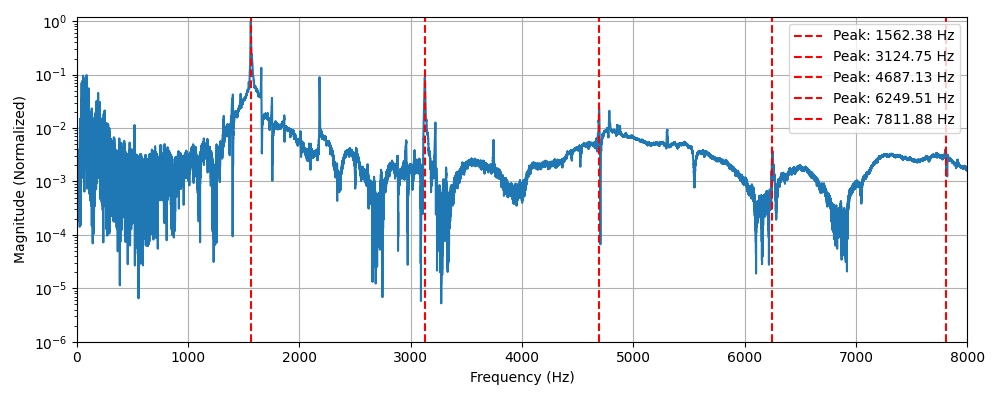 10⁰
10⁻¹
10⁻²
10⁻³
10⁻⁴
10⁻⁵
10⁻⁶
Magnitude (Normalized)
Peak: 1562.38 Hz
Peak: 3124.75 Hz
Peak: 4687.13 Hz
Peak: 6249.51 Hz
Peak: 7811.88 Hz
0 1000 2000 3000 4000 5000 6000 7000 8000
Frequency (Hz)